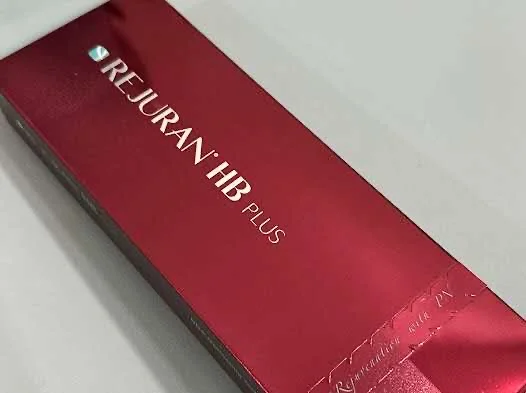 REJURAN® HB PLUS
Rejuvenation with PN